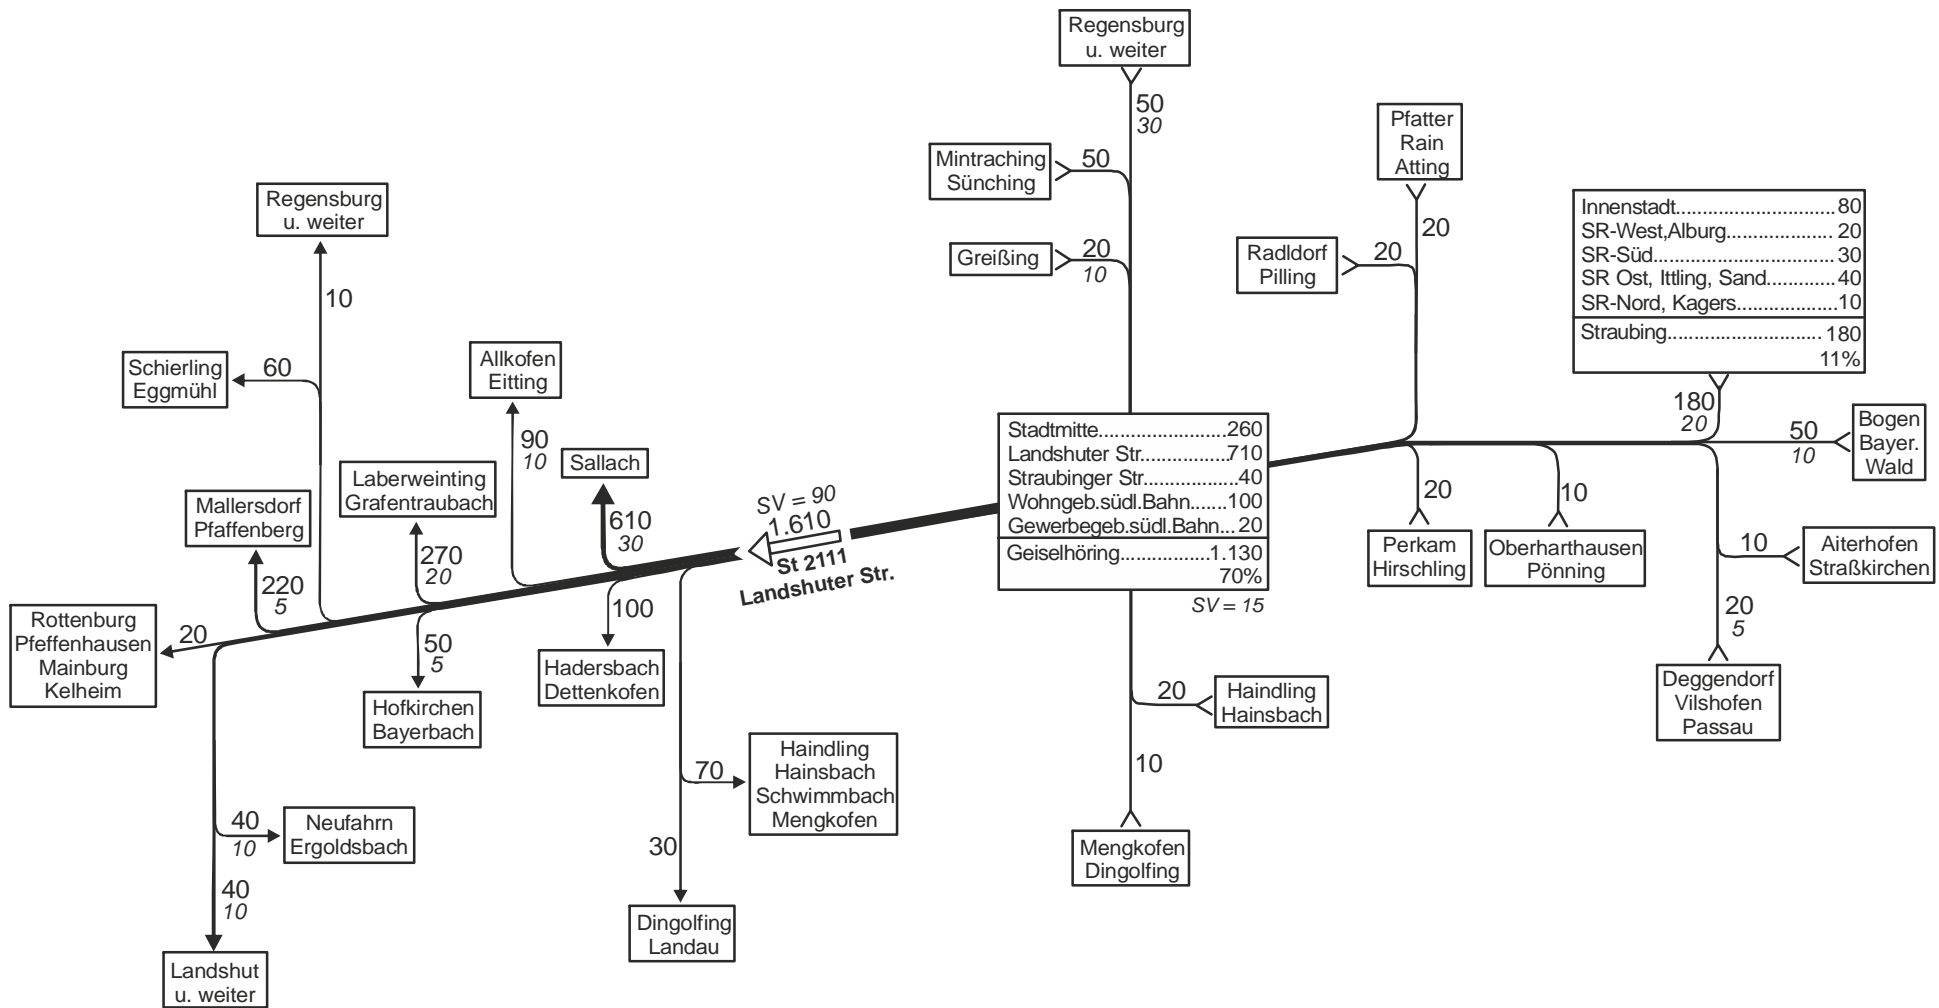 Regensburg
u. weiter
50
30
Mintraching
Sünching
50
Greißing
20
10
Pfatter
Rain
Atting
20
Radldorf
Pilling
20
Innenstadt.............................80
SR-West,Alburg................... 20
SR-Süd.................................30
SR Ost, Ittling, Sand.............40
SR-Nord, Kagers...................10
Straubing............................ 180
11%
180
20
50
10
Bogen
Bayer.
Wald
Regensburg
u. weiter
10
Schierling
Eggmühl
60
Allkofen
Eitting
90
10
Sallach
610
30
Laberweinting
Grafentraubach
270
20
Mallersdorf
Pfaffenberg
220
5
Rottenburg
Pfeffenhausen
Mainburg
Kelheim
20
SV = 90
1.610
St 2111
Landshuter Str.
Stadtmitte.......................260
Landshuter Str................710
Straubinger Str.................40
Wohngeb.südl.Bahn......100
Gewerbegeb.südl.Bahn... 20
Geiselhöring................1.130
70%
SV = 15
20
Perkam
Hirschling
10
Oberharthausen
Pönning
10
Aiterhofen
Straßkirchen
20
5
Deggendorf
Vilshofen
Passau
100
Hadersbach
Dettenkofen
50
5
Hofkirchen
Bayerbach
70
Haindling
Hainsbach
Schwimmbach
Mengkofen
30
Dingolfing
Landau
20
Haindling
Hainsbach
10
Mengkofen
Dingolfing
40
10
Neufahrn
Ergoldsbach
40
10
Landshut
u. weiter